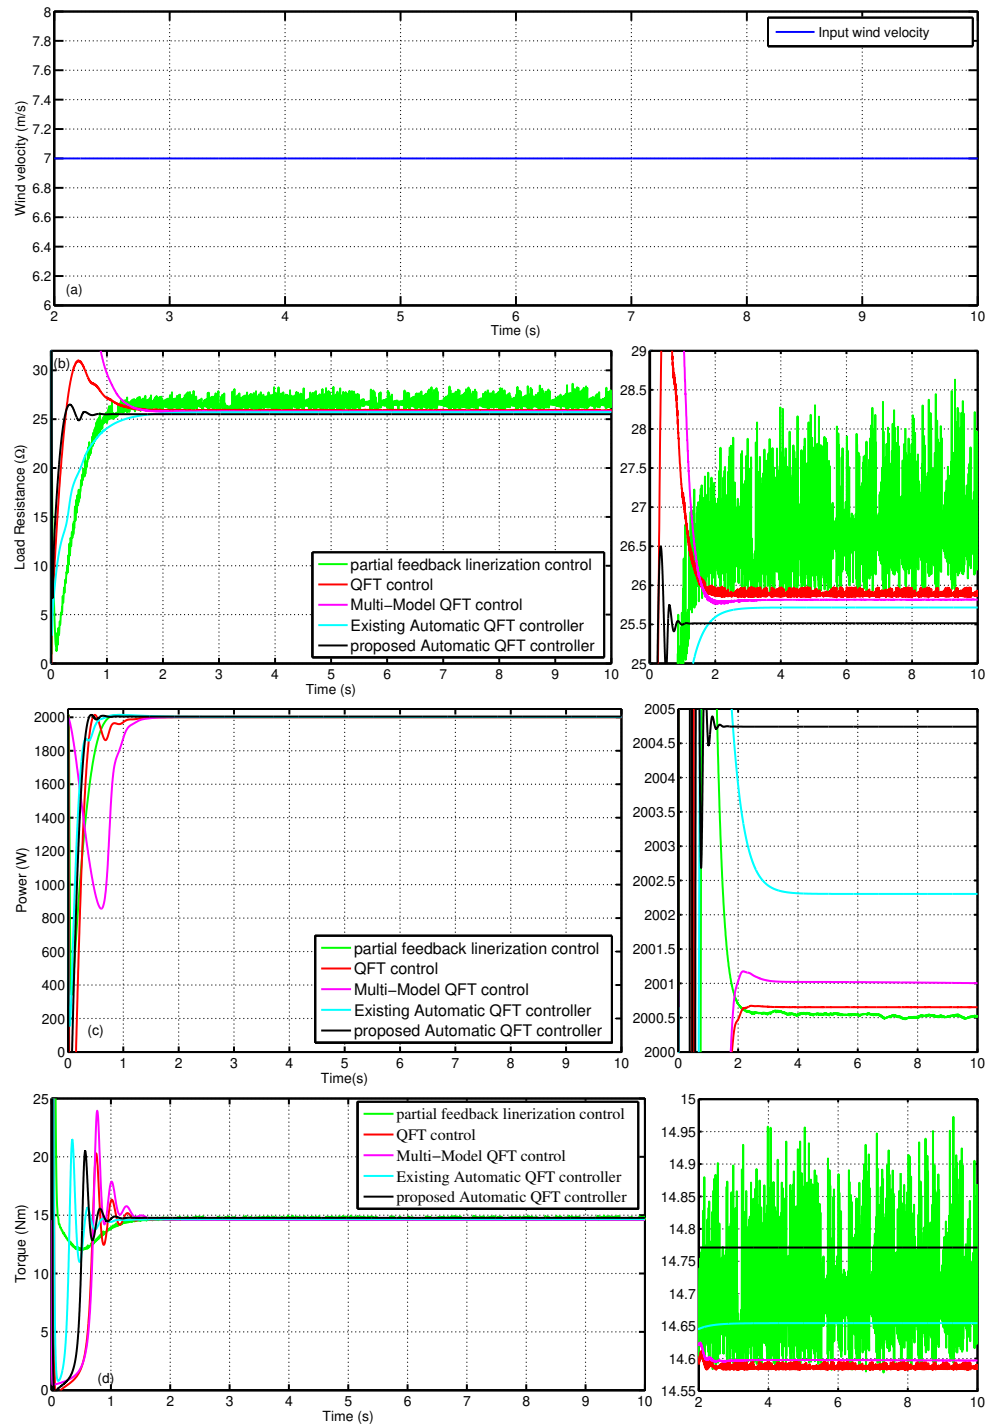 8
7.8
7.6
7.4
7.2
7
6.8
6.6
6.4
6.2
6
Wind velocity (m/s)
Input wind velocity
(a)
2 3 4 5 6 7 8 9 10
Time (s)
30
25
20
15
10
5
0
Load Resistance (Ω)
(b)
partial feedback linerization control
QFT control
Multi−Model QFT control
Existing Automatic QFT controller
proposed Automatic QFT controller
0 1 2 3 4 5 6 7 8 9 10
Time (s)
29
28.5
28
27.5
27
26.5
26
25.5
25
0 2 4 6 8 10
2000
1800
1600
1400
1200
1000
800
600
400
200
0
Power (W)
partial feedback linerization control
QFT control
Multi−Model QFT control
Existing Automatic QFT controller
proposed Automatic QFT controller
(c)
0 1 2 3 4 5 6 7 8 9 10
Time(s)
2005
2004.5
2004
2003.5
2003
2002.5
2002
2001.5
2001
2000.5
2000
0 2 4 6 8 10
25
20
15
10
5
0
Torque (Nm)
partial feedback linerization control
QFT control
Multi−Model QFT control
Existing Automatic QFT controller
proposed Automatic QFT controller
(d)
0 1 2 3 4 5 6 7 8 9 10
Time (s)
15
14.95
14.9
14.85
14.8
14.75
14.7
14.65
14.6
14.55
2 4 6 8 10